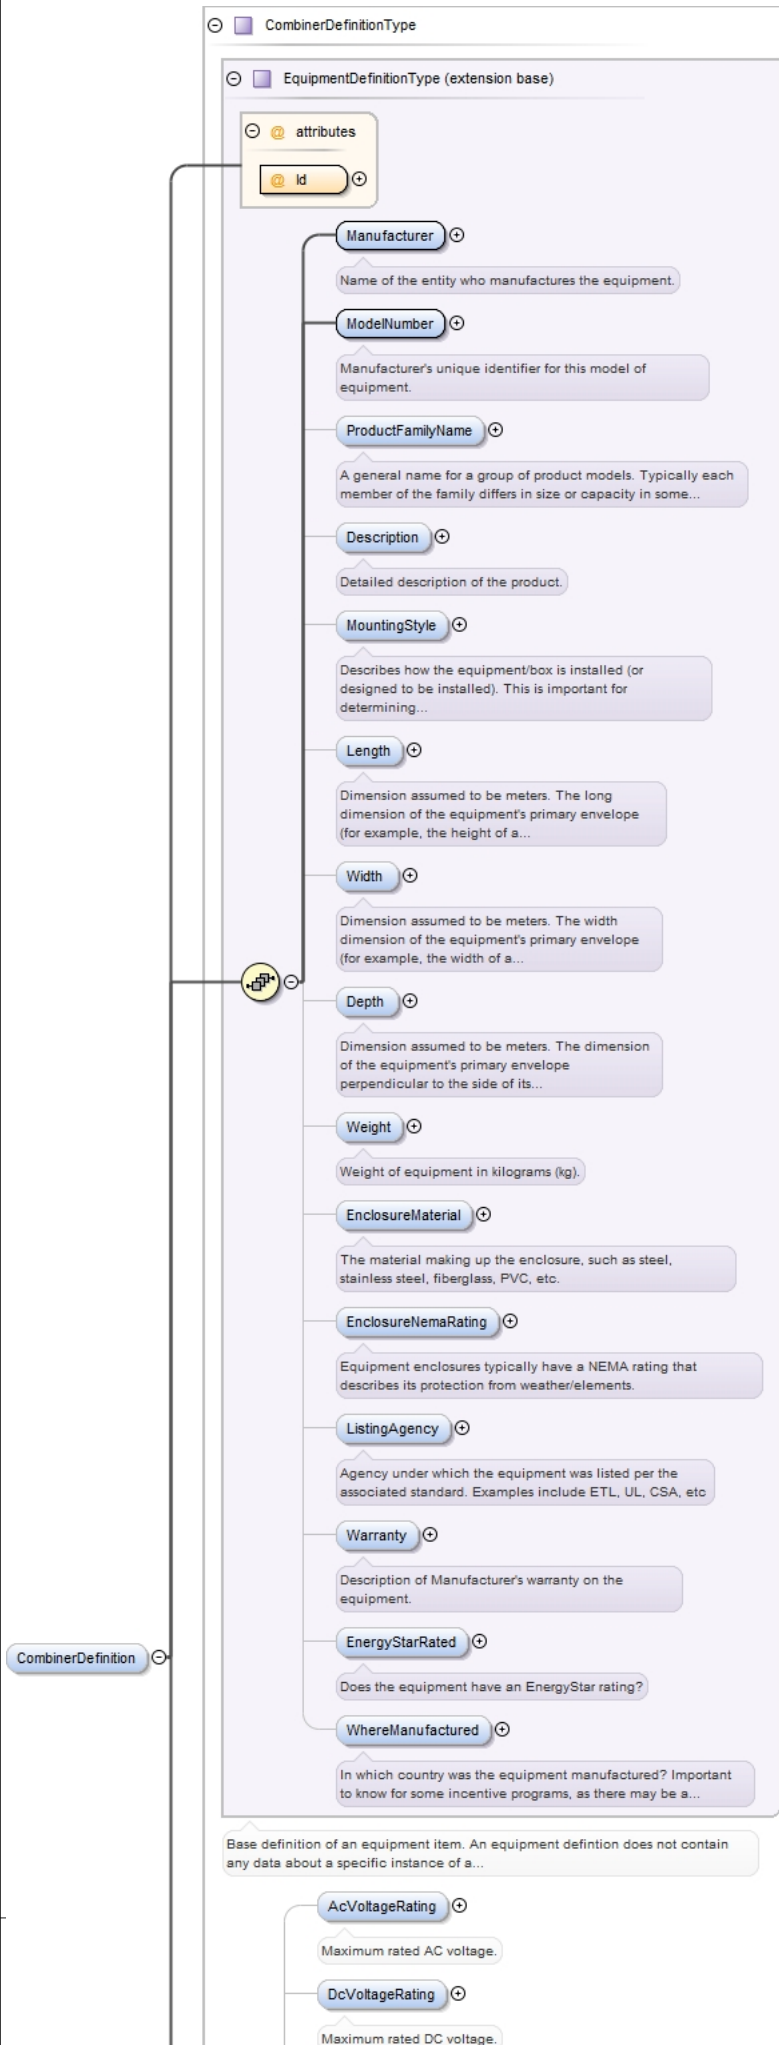 CombinerDefinitionType
EquipmentDefinitionType (extension base)
@ attributes
@ Id
Manufacturer
Name of the entity who manufactures the equipment.
ModelNumber
Manufacturer's unique identifier for this model of
equipment.
ProductFamilyName
A general name for a group of product models. Typically each
member of the family differs in size or capacity in some...
Description
Detailed description of the product.
MountingStyle
Describes how the equipment/box is installed (or
designed to be installed). This is important for
determining...
Length
Dimension assumed to be meters. The long
dimension of the equipment's primary envelope
(for example, the height of a...
Width
Dimension assumed to be meters. The width
dimension of the equipment's primary envelope
(for example, the width of a...
Depth
Dimension assumed to be meters. The dimension
of the equipment's primary envelope
perpendicular to the side of its...
Weight
Weight of equipment in kilograms (kg).
EnclosureMaterial
The material making up the enclosure, such as steel,
stainless steel, fiberglass, PVC, etc.
EnclosureNemaRating
Equipment enclosures typically have a NEMA rating that
describes its protection from weather/elements.
ListingAgency
Agency under which the equipment was listed per the
associated standard. Examples include ETL, UL, CSA, etc
Warranty
Description of Manufacturer's warranty on the
equipment.
EnergyStarRated
CombinerDefinition
Does the equipment have an EnergyStar rating?
WhereManufactured
In which country was the equipment manufactured? Important
to know for some incentive programs, as there may be a...
Base definition of an equipment item. An equipment defintion does not contain
any data about a specific instance of a...
AcVoltageRating
Maximum rated AC voltage.
DcVoltageRating
Maximum rated DC voltage.